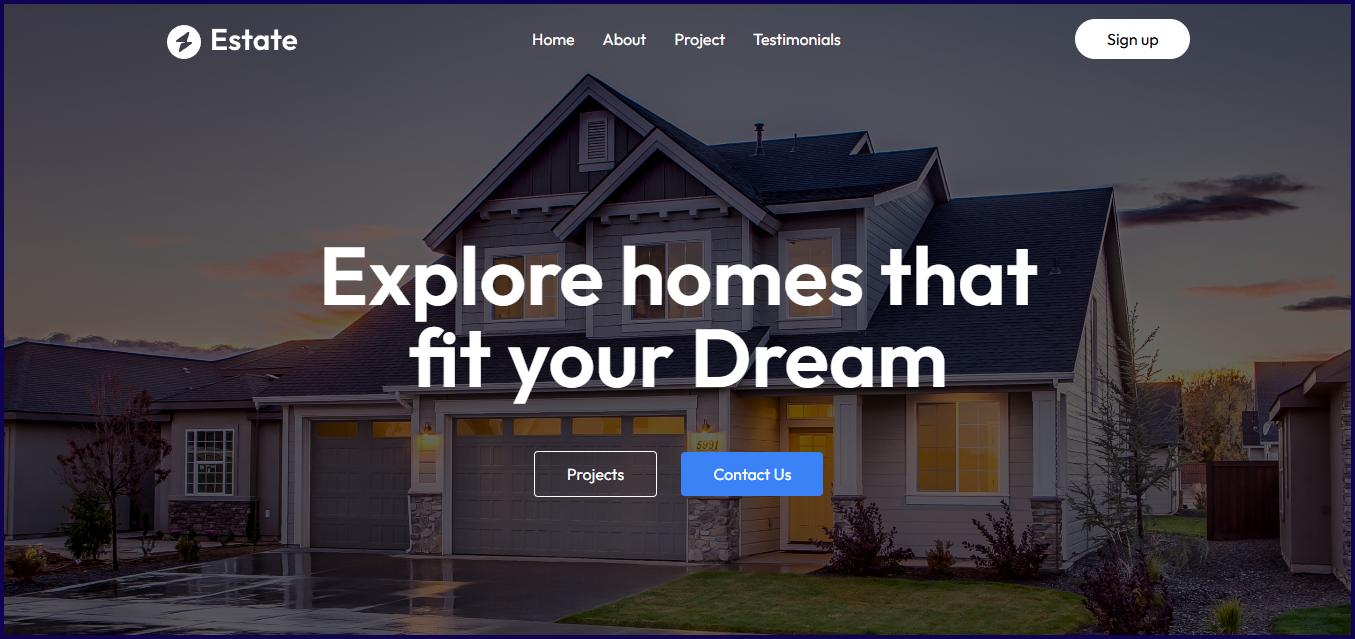 Estate
Home About Project Testimonials
Sign up
Explore homes that
fit your Dream
5991
Projects
Contact Us